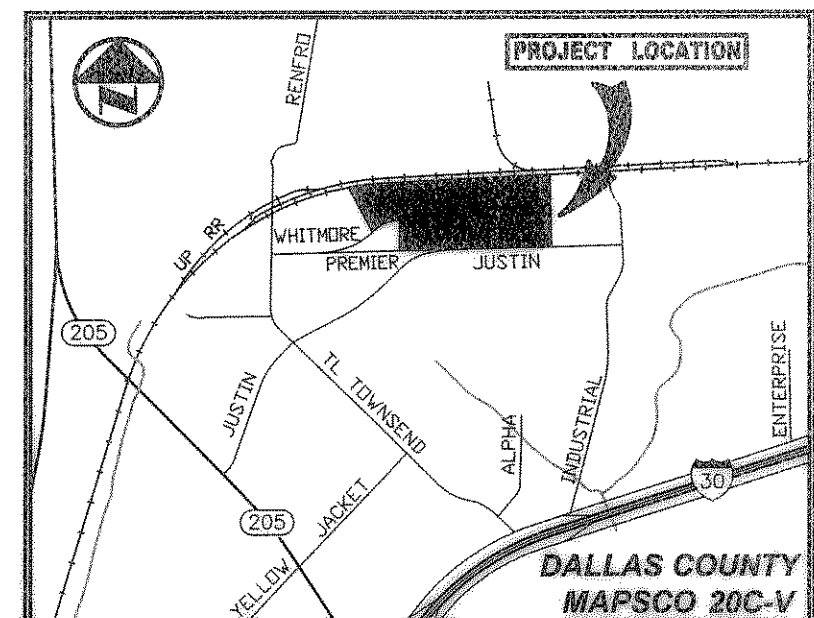 PROJECT LOCATION
RENFRO
UP RR
WHITMORE
PREMIER
JUSTIN
205
JUSTIN
TL TOWNSEND
ALPHA
INDUSTRIAL
ENTERPRISE
30
205
YELLOW JACKET
DALLAS COUNTY
MAPSCO 20C-V